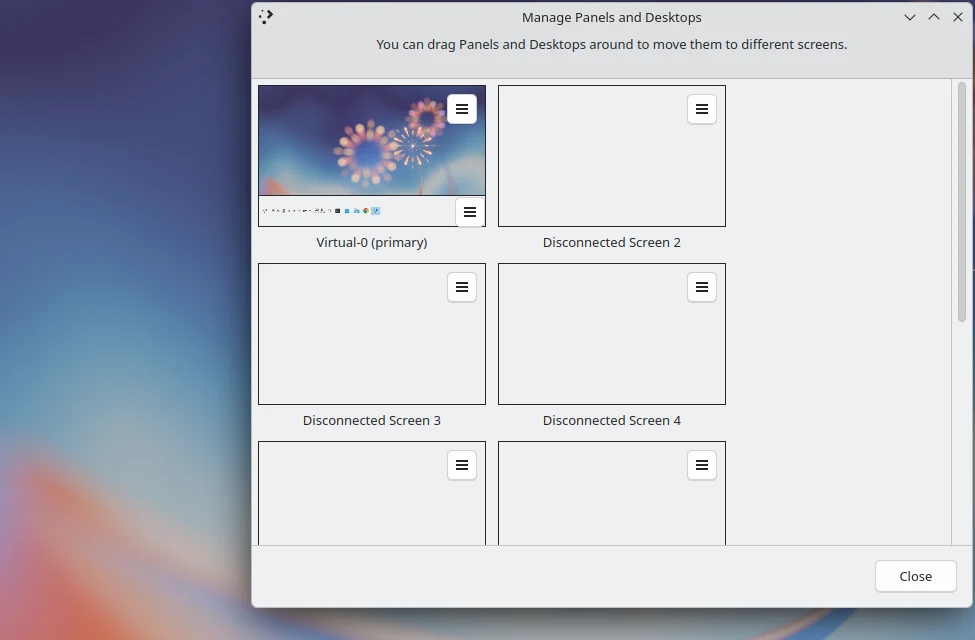 Manage Panels and Desktops
You can drag Panels and Desktops around to move them to different screens.
Virtual-0 (primary)
Disconnected Screen 2
Disconnected Screen 3
Disconnected Screen 4
Close